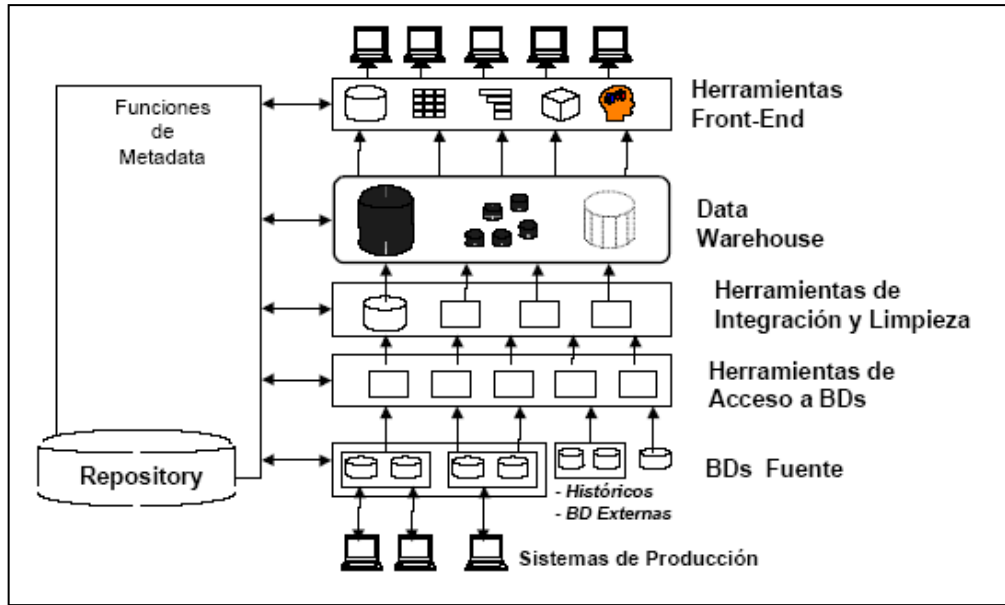 Funciones
de
Metadata
Herramientas
Front-End
Data
Warehouse
Herramientas de
Integración y Limpieza
Herramientas de
Acceso a BDs
Repository
BDs Fuente
- Históricos
- BD Externas
Sistemas de Producción